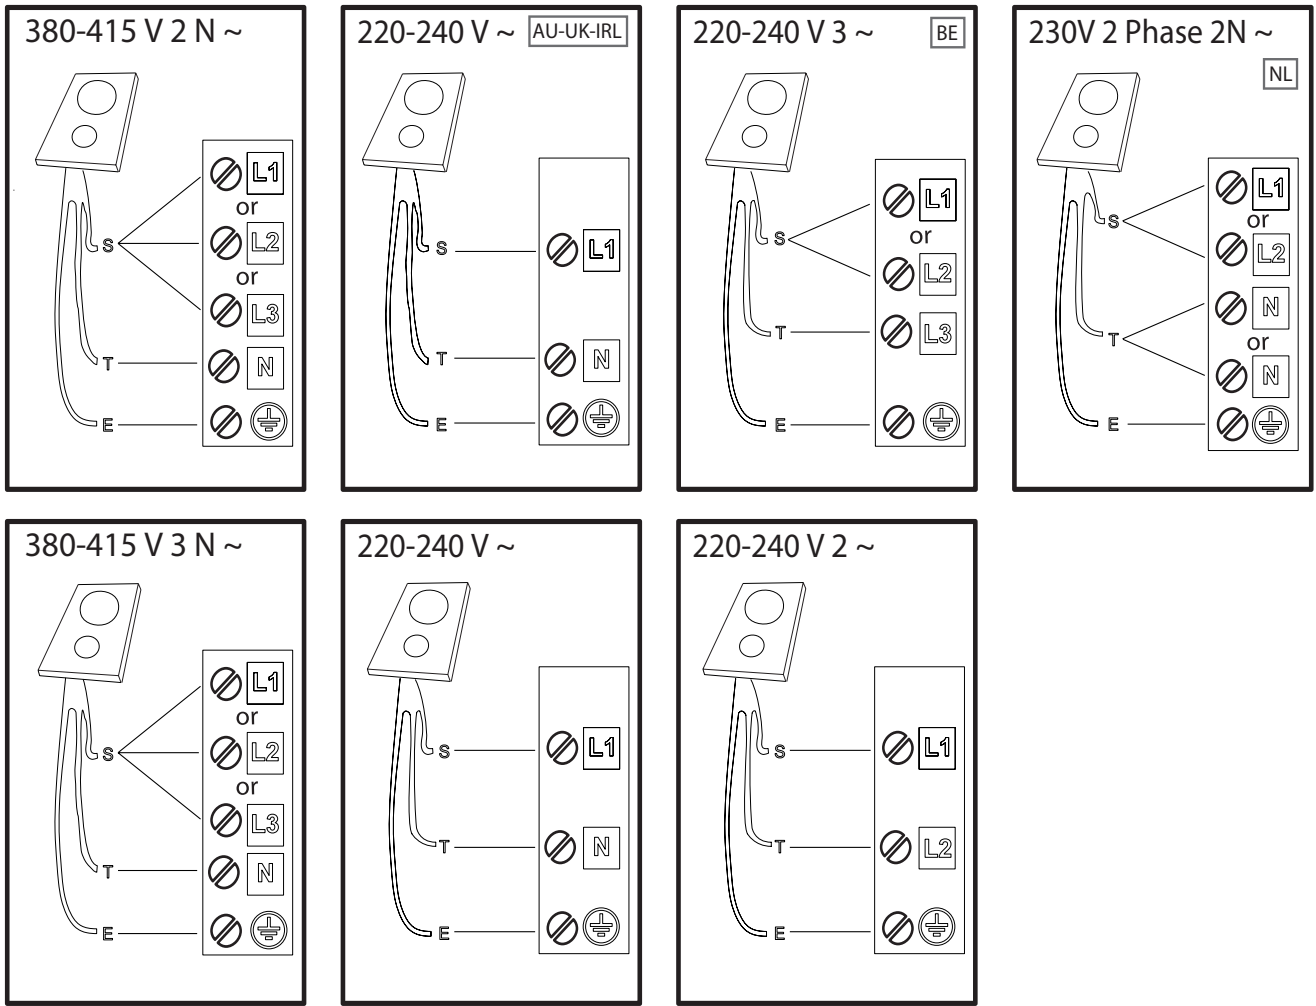 380-415 V 2 N ~
L1
or
S L2
or
L3
T N
E
220-240 V ~ AU-UK-IRL
S L1
T N
E
220-240 V 3 ~ BE
L1
S or
L2
T L3
E
230V 2 Phase 2N ~
NL
L1
S or
L2
N
T or
N
E
380-415 V 3 N ~
L1
or
S L2
or
L3
T N
E
220-240 V ~
S L1
T N
E
220-240 V 2 ~
S L1
T L2
E